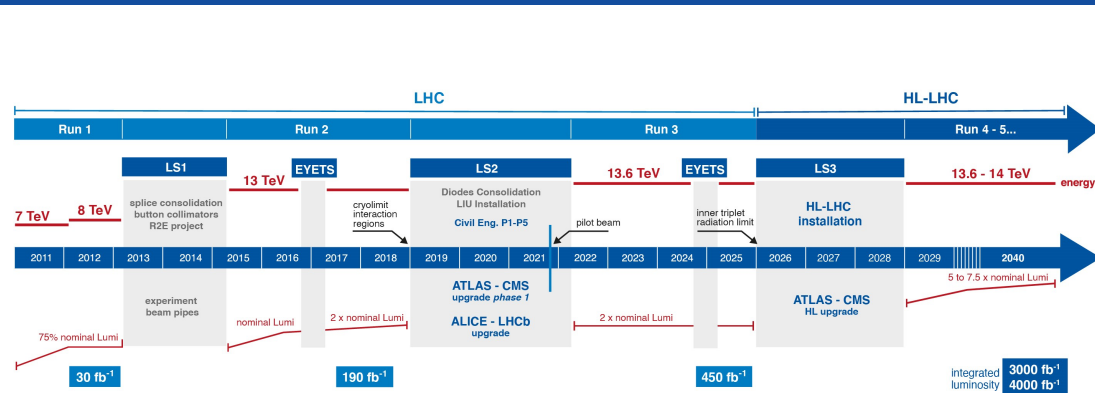 LHC
HL-LHC
Run 1
Run 2
Run 3
Run 4 - 5...
LS1
EYETS
LS2
EYETS
LS3
7 TeV
8 TeV
13 TeV
13.6 TeV
13.6 - 14 TeV
energy
splice consolidation
button collimators
R2E project
cryolimit
interaction
regions
Diodes Consolidation
LIU Installation
Civil Eng. P1-P5
pilot beam
inner triplet
radiation limit
HL-LHC
installation
2011
2012
2013
2014
2015
2016
2017
2018
2019
2020
2021
2022
2023
2024
2025
2026
2027
2028
2029
2040
experiment
beam pipes
ATLAS - CMS
upgrade phase 1
ALICE - LHCb
upgrade
ATLAS - CMS
HL upgrade
75% nominal Lumi
nominal Lumi
2 x nominal Lumi
2 x nominal Lumi
5 to 7.5 x nominal Lumi
30 fb⁻¹
190 fb⁻¹
450 fb⁻¹
integrated
luminosity
3000 fb⁻¹
4000 fb⁻¹